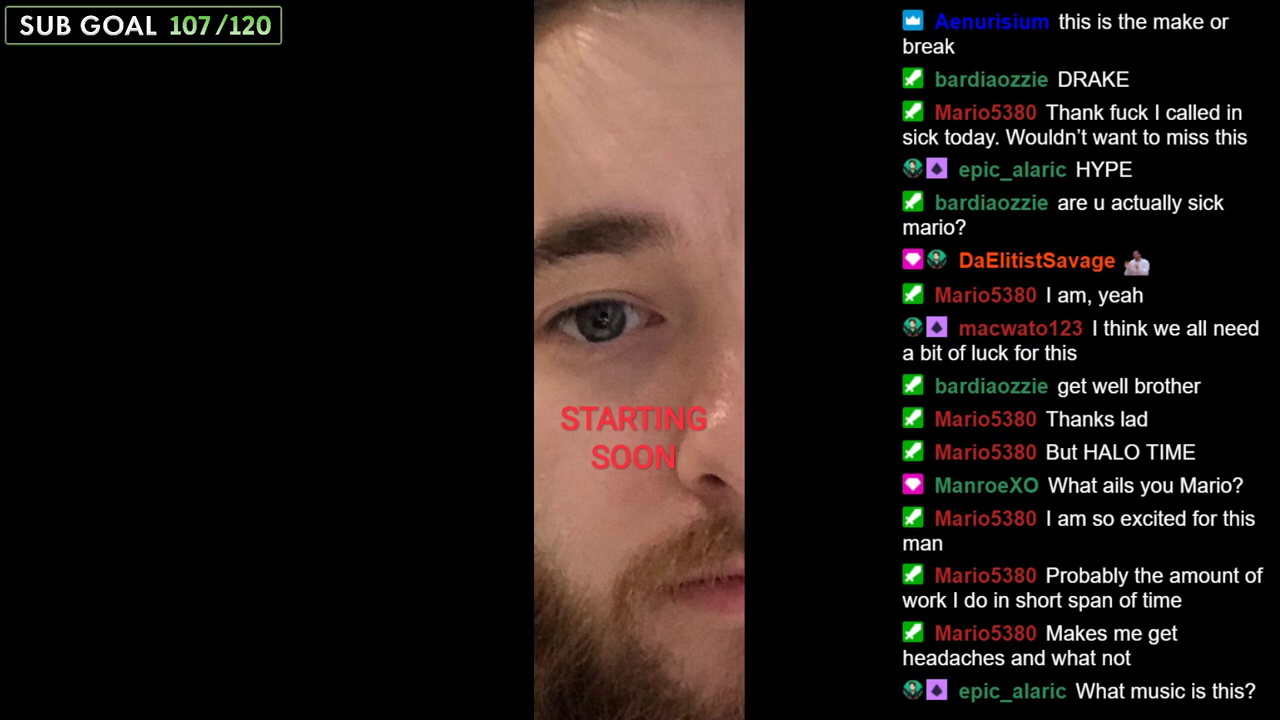 SUB GOAL 107/120
STARTING
SOON
Aenurisium this is the make or
break
bardiaozzie DRAKE
Mario5380 Thank fuck I called in
sick today. Wouldn’t want to miss this
epic_alaric HYPE
bardiaozzie are u actually sick
mario?
DaElitistSavage
Mario5380 I am, yeah
macwato123 I think we all need
a bit of luck for this
bardiaozzie get well brother
Mario5380 Thanks lad
Mario5380 But HALO TIME
ManroeXO What ails you Mario?
Mario5380 I am so excited for this
man
Mario5380 Probably the amount of
work I do in short span of time
Mario5380 Makes me get
headaches and what not
epic_alaric What music is this?